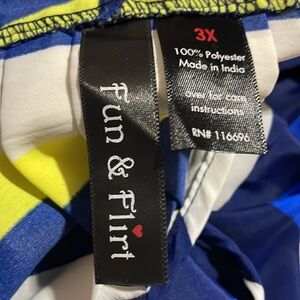 Fun & Flirt
3X
100% Polyester
Made in India
over for care
instructions
RN# 116696